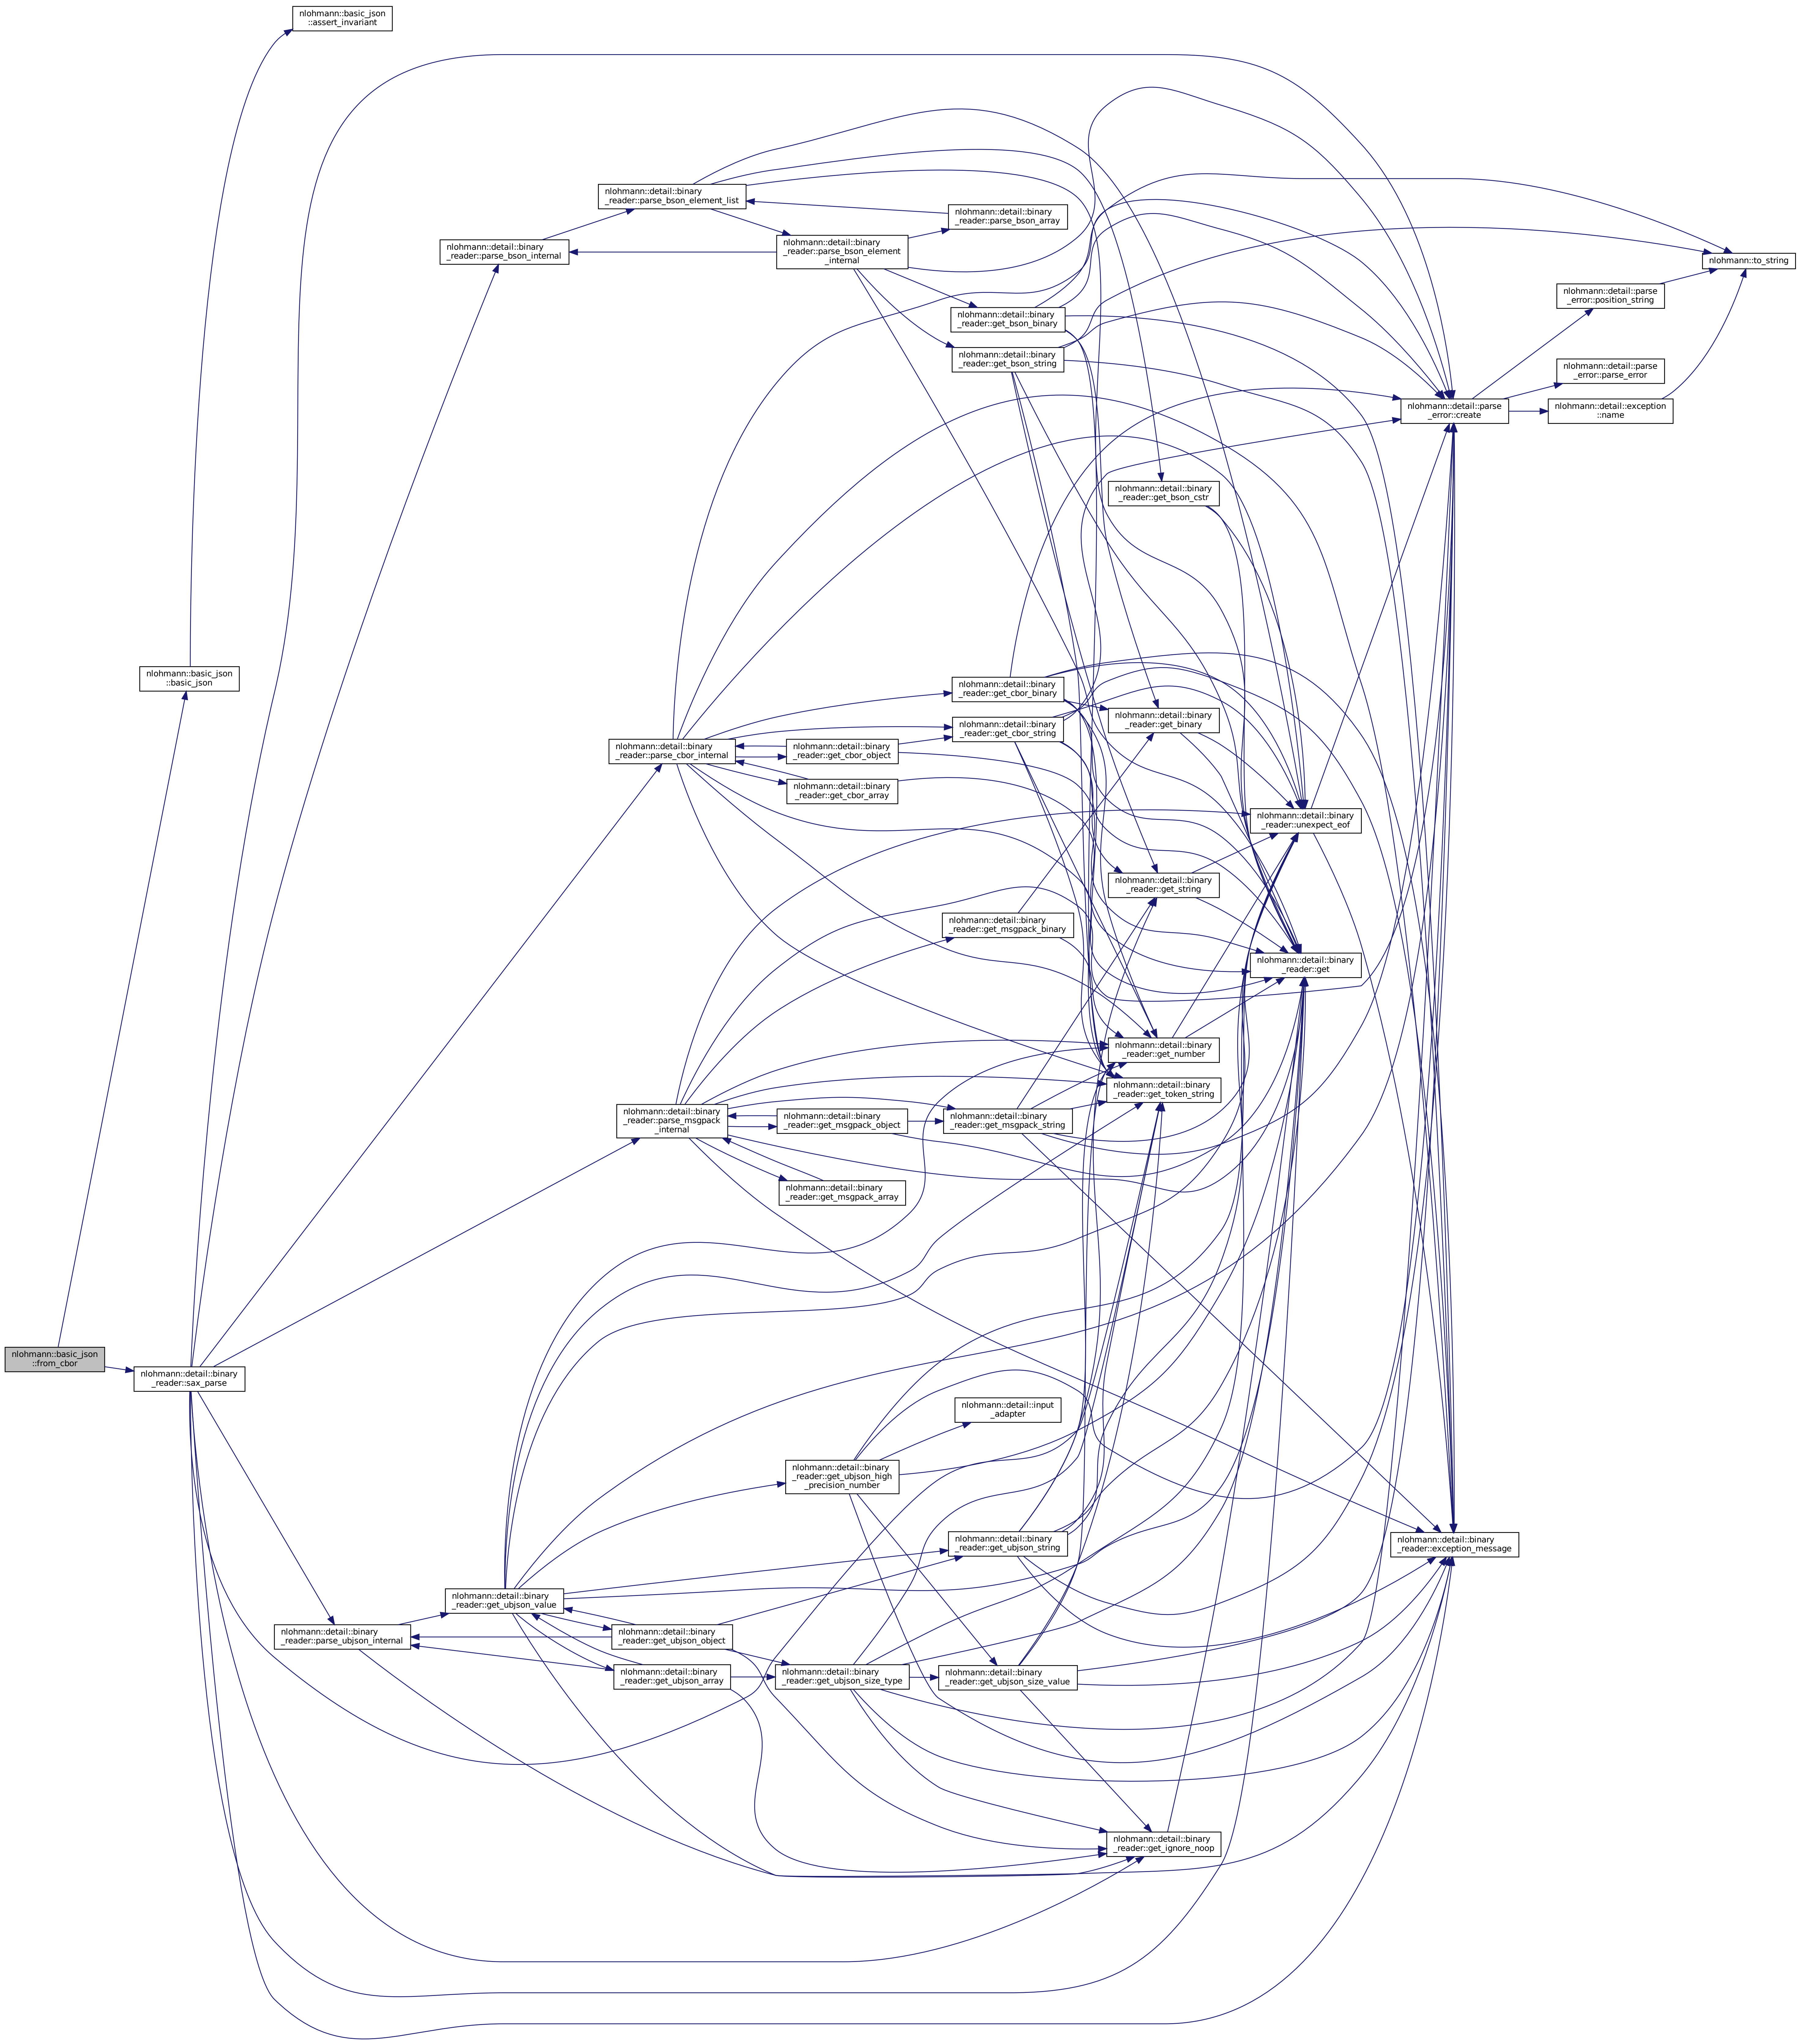 nlohmann::basic_json
::assert_invariant
nlohmann::detail::binary
_reader::parse_bson_element_list
nlohmann::detail::binary
_reader::parse_bson_array
nlohmann::detail::binary
_reader::parse_bson_internal
nlohmann::detail::binary
_reader::parse_bson_element
_internal
nlohmann::to_string
nlohmann::detail::parse
_error::position_string
nlohmann::detail::binary
_reader::get_bson_binary
nlohmann::detail::binary
_reader::get_bson_string
nlohmann::detail::parse
_error::parse_error
nlohmann::detail::parse
_error::create
nlohmann::detail::exception
::name
nlohmann::detail::binary
_reader::get_bson_cstr
nlohmann::basic_json
::basic_json
nlohmann::detail::binary
_reader::get_cbor_binary
nlohmann::detail::binary
_reader::get_binary
nlohmann::detail::binary
_reader::get_cbor_string
nlohmann::detail::binary
_reader::parse_cbor_internal
nlohmann::detail::binary
_reader::get_cbor_object
nlohmann::detail::binary
_reader::get_cbor_array
nlohmann::detail::binary
_reader::unexpect_eof
nlohmann::detail::binary
_reader::get_string
nlohmann::detail::binary
_reader::get_msgpack_binary
nlohmann::detail::binary
_reader::get
nlohmann::detail::binary
_reader::get_number
nlohmann::detail::binary
_reader::get_token_string
nlohmann::detail::binary
_reader::parse_msgpack
_internal
nlohmann::detail::binary
_reader::get_msgpack_object
nlohmann::detail::binary
_reader::get_msgpack_string
nlohmann::detail::binary
_reader::get_msgpack_array
nlohmann::basic_json
::from_cbor
nlohmann::detail::binary
_reader::sax_parse
nlohmann::detail::input
_adapter
nlohmann::detail::binary
_reader::get_ubjson_high
_precision_number
nlohmann::detail::binary
_reader::get_ubjson_string
nlohmann::detail::binary
_reader::exception_message
nlohmann::detail::binary
_reader::get_ubjson_value
nlohmann::detail::binary
_reader::parse_ubjson_internal
nlohmann::detail::binary
_reader::get_ubjson_object
nlohmann::detail::binary
_reader::get_ubjson_array
nlohmann::detail::binary
_reader::get_ubjson_size_type
nlohmann::detail::binary
_reader::get_ubjson_size_value
nlohmann::detail::binary
_reader::get_ignore_noop